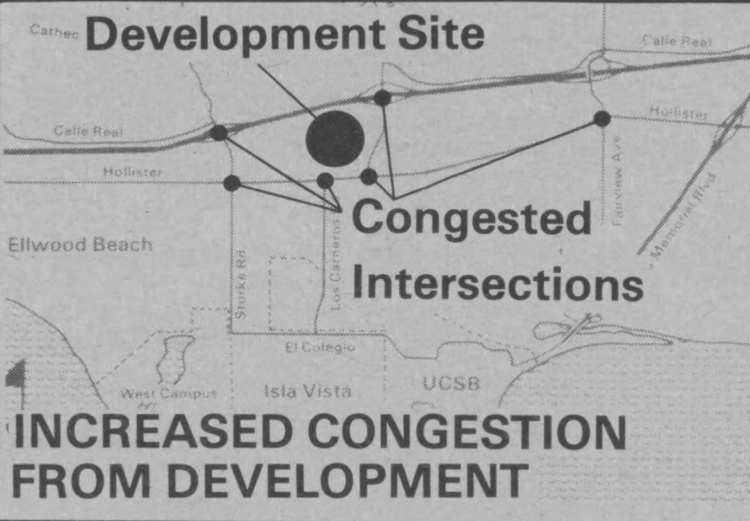 Development Site
Calle Real
Calle Real
Hollister
Hollister
Fairview Ave
Memorial Blvd
Congested
Intersections
Ellwood Beach
Storke Rd
Los Carneros
El Colegio
West Campus
Isla Vista
UCSB
INCREASED CONGESTION
FROM DEVELOPMENT